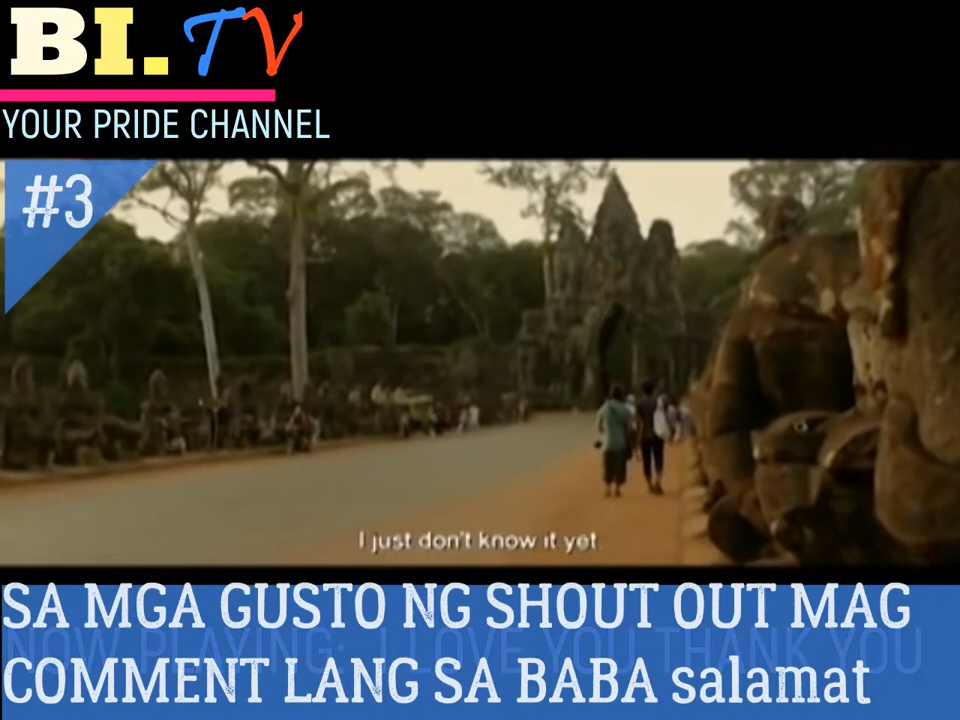 BI.TV
YOUR PRIDE CHANNEL
#3
I just don't know it yet
SA MGA GUSTO NG SHOUT OUT MAG
NOW PLAYING: I LOVE YOU THANK YOU
COMMENT LANG SA BABA salamat